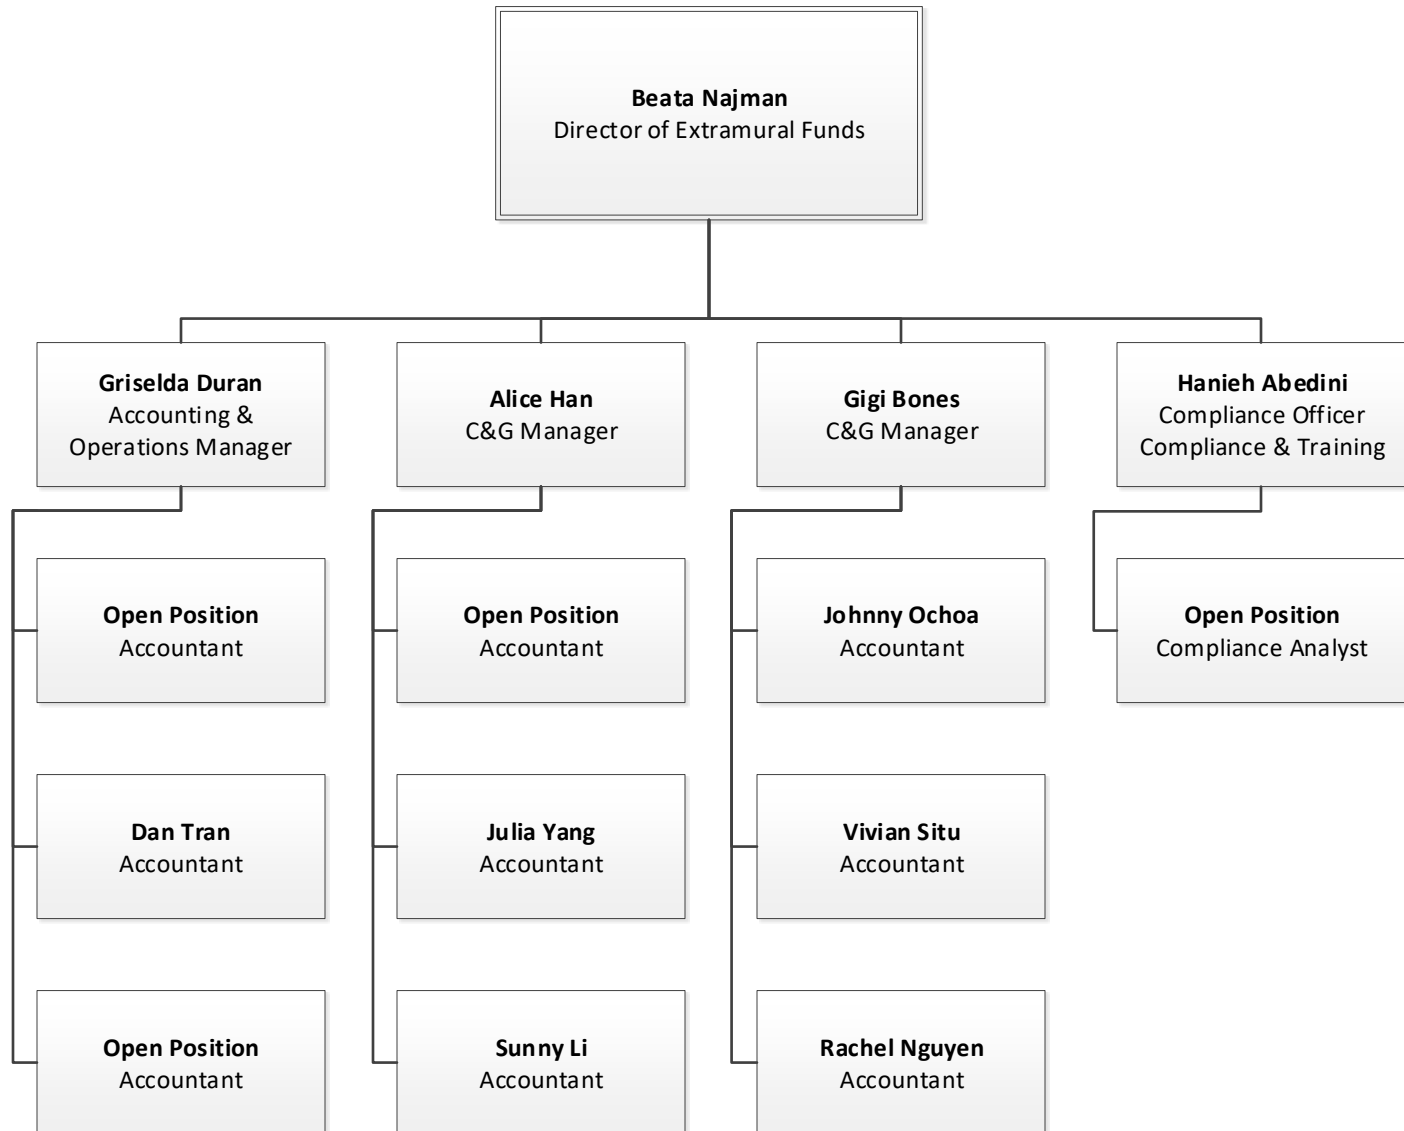 Beata Najman
Director of Extramural Funds
Griselda Duran
Accounting &
Operations Manager
Alice Han
C&G Manager
Gigi Bones
C&G Manager
Hanieh Abedini
Compliance Officer
Compliance & Training
Open Position
Accountant
Open Position
Accountant
Johnny Ochoa
Accountant
Open Position
Compliance Analyst
Dan Tran
Accountant
Julia Yang
Accountant
Vivian Situ
Accountant
Open Position
Accountant
Sunny Li
Accountant
Rachel Nguyen
Accountant